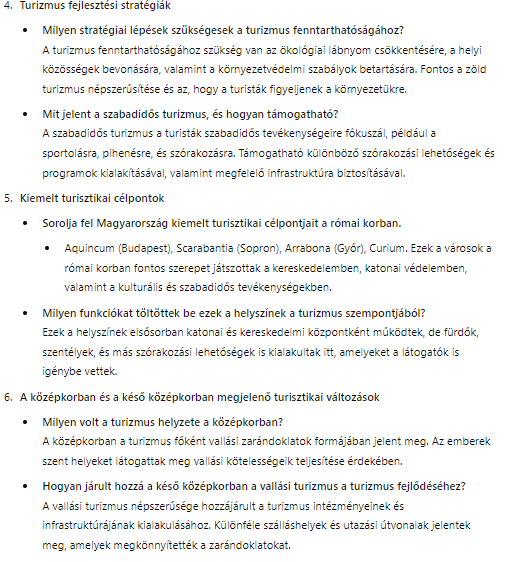 4. Turizmus fejlesztési stratégiák
• Milyen stratégiai lépések szükségesek a turizmus fenntarthatóságához?
A turizmus fenntarthatóságához szükség van az ökológiai lábnyom csökkentésére, a helyi
közösségek bevonására, valamint a környezetvédelmi szabályok betartására. Fontos a zöld
turizmus népszerűsítése és az, hogy a turisták figyeljenek a környezetükre.
• Mit jelent a szabadidős turizmus, és hogyan támogatható?
A szabadidős turizmus a turisták szabadidős tevékenységeire fókuszál, például a
sportolásra, pihenésre, és szórakozásra. Támogatható különböző szórakozási lehetőségek és
programok kialakításával, valamint megfelelő infrastruktúra biztosításával.
5. Kiemelt turisztikai célpontok
• Sorolja fel Magyarország kiemelt turisztikai célpontjait a római korban.
• Aquincum (Budapest), Scarabantia (Sopron), Arrabona (Győr), Curium. Ezek a városok a
római korban fontos szerepet játszottak a kereskedelemben, katonai védelemben,
valamint a kulturális és szabadidős tevékenységekben.
• Milyen funkciókat töltöttek be ezek a helyszínek a turizmus szempontjából?
Ezek a helyszínek elsősorban katonai és kereskedelmi központként működtek, de fürdők,
szentélyek, és más szórakozási lehetőségek is kialakultak itt, amelyeket a látogatók is
igénybe vettek.
6. A középkorban és a késő középkorban megjelenő turisztikai változások
• Milyen volt a turizmus helyzete a középkorban?
A középkorban a turizmus főként vallási zarándoklatok formájában jelent meg. Az emberek
szent helyeket látogattak meg vallási kötelességeik teljesítése érdekében.
• Hogyan járult hozzá a késő középkorban a vallási turizmus a turizmus fejlődéséhez?
A vallási turizmus népszerűsége hozzájárult a turizmus intézményeinek és
infrastruktúrájának kialakulásához. Különféle szálláshelyek és utazási útvonalak jelentek
meg, amelyek megkönnyítették a zarándoklatokat.